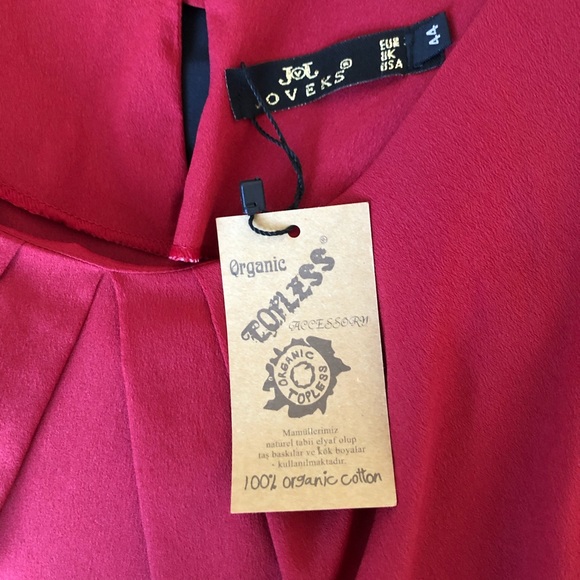 JvJ
JOVEKS®
EUR
UK
USA
44
Organic
TOPLESS®
ACCESSORY
ORGANIC TOPLESS
Mamüllerimiz
naturel tabii elyaf olup
taş baskılar ve kök boyalar
- kullanılmaktadır.
100% organic cotton